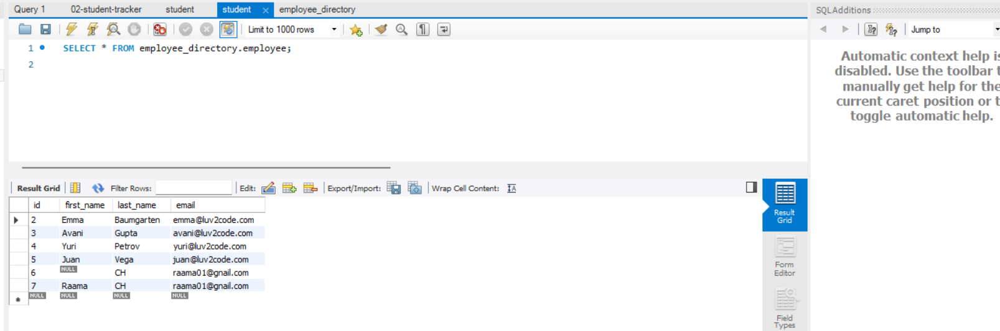 Query 1 02-student-tracker student student employee_directory
Limit to 1000 rows
1 SELECT * FROM employee_directory.employee;
2
SQLAdditions
Jump to
Automatic context help is
disabled. Use the toolbar t
manually get help for the
current caret position or t
toggle automatic help.
Result Grid Filter Rows: Edit: Export/Import: Wrap Cell Content: IA
id first_name last_name email
2 Emma Baumgarten emma@luv2code.com
3 Avani Gupta avani@luv2code.com
4 Yuri Petrov yuri@luv2code.com
5 Juan Vega juan@luv2code.com
6 NULL CH raama01@gnail.com
7 Raama CH raama01@gnail.com
NULL NULL NULL NULL
Result
Grid
Form
Editor
Field
Types